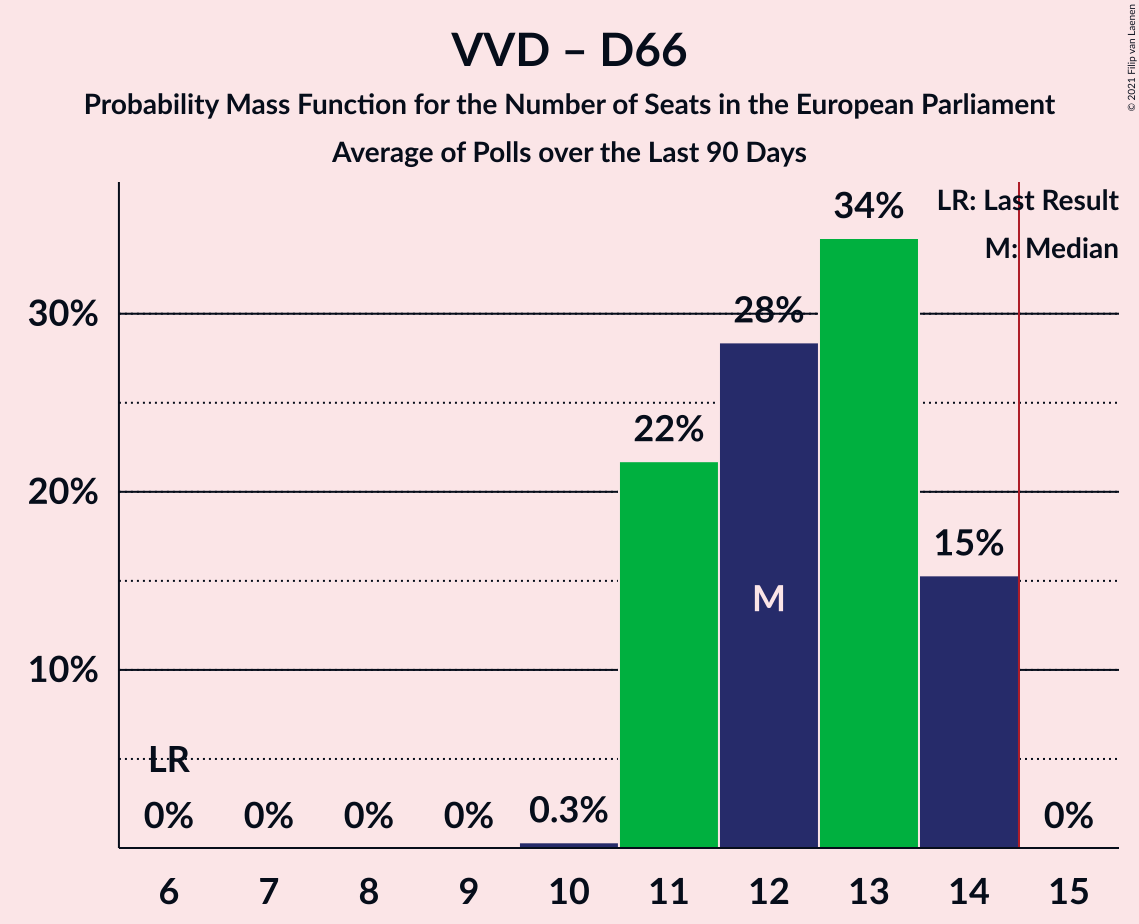 VVD – D66
Probability Mass Function for the Number of Seats in the European Parliament
Average of Polls over the Last 90 Days
© 2021 Filip van Laenen
LR: Last Result
M: Median
34%
30%
28%
22%
20%
15%
M
10%
LR
0% 0% 0% 0% 0.3% 0%
6 7 8 9 10 11 12 13 14 15